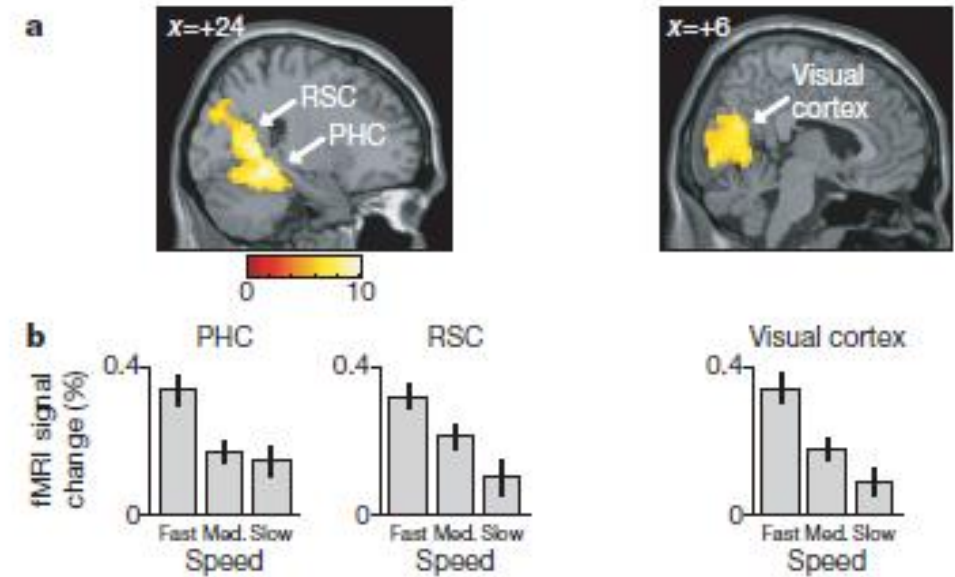 a
x=+24
RSC
PHC
0 10
x=+6
Visual
cortex
b
fMRI signal
change (%)
PHC
0.4
0
Fast Med. Slow
Speed
RSC
0.4
0
Fast Med. Slow
Speed
Visual cortex
0.4
0
Fast Med. Slow
Speed